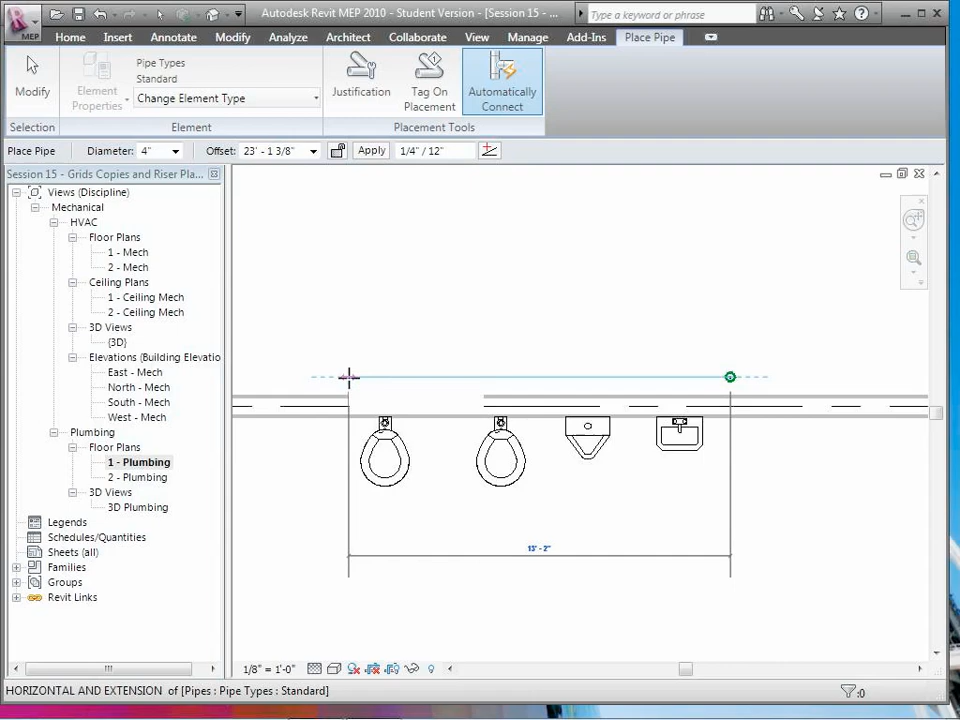 Autodesk Revit MEP 2010 - Student Version - [Session 15 - ...
Type a keyword or phrase
MEP
Home Insert Annotate Modify Analyze Architect Collaborate View Manage Add-Ins Place Pipe
Modify
Element
Properties
Pipe Types
Standard
Change Element Type
Justification
Tag On
Placement
Automatically
Connect
Selection Element Placement Tools
Place Pipe Diameter: 4" Offset: 23' - 1 3/8" Apply 1/4" / 12"
Session 15 - Grids Copies and Riser Pla...
Views (Discipline)
Mechanical
HVAC
Floor Plans
1 - Mech
2 - Mech
Ceiling Plans
1 - Ceiling Mech
2 - Ceiling Mech
3D Views
{3D}
Elevations (Building Elevatio
East - Mech
North - Mech
South - Mech
West - Mech
Plumbing
Floor Plans
1 - Plumbing
2 - Plumbing
3D Views
3D Plumbing
Legends
Schedules/Quantities
Sheets (all)
Families
Groups
Revit Links
13' - 2"
1/8" = 1'-0"
HORIZONTAL AND EXTENSION of [Pipes : Pipe Types : Standard]
:0